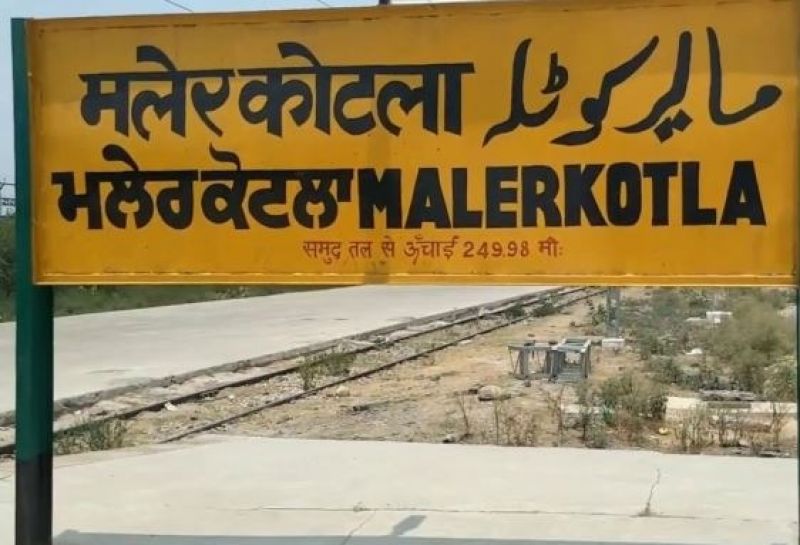 मलेरकोटला مالیرکوٹلہ
ਮਲੇਰਕੋਟਲਾ MALERKOTLA
समुद्र तल से ऊँचाई 249.98 मीः